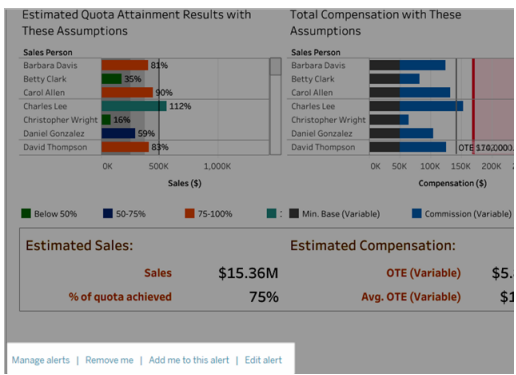 Estimated Quota Attainment Results with
These Assumptions
Sales Person
Barbara Davis 81%
Betty Clark 35%
Carol Allen 90%
Charles Lee 112%
Christopher Wright 16%
Daniel Gonzalez 59%
David Thompson 83%
0K 500K 1,000K
Sales ($)
Below 50% 50-75% 75-100%
Total Compensation with These
Assumptions
Sales Person
Barbara Davis
Betty Clark
Carol Allen
Charles Lee
Christopher Wright
Daniel Gonzalez
David Thompson
0K 50K 100K 150K 200K
Compensation ($)
Min. Base (Variable) Commission (Variable)
Estimated Sales:
Sales $15.36M
% of quota achieved 75%
Estimated Compensation:
OTE (Variable) $5.
Avg. OTE (Variable) $1
Manage alerts | Remove me | Add me to this alert | Edit alert